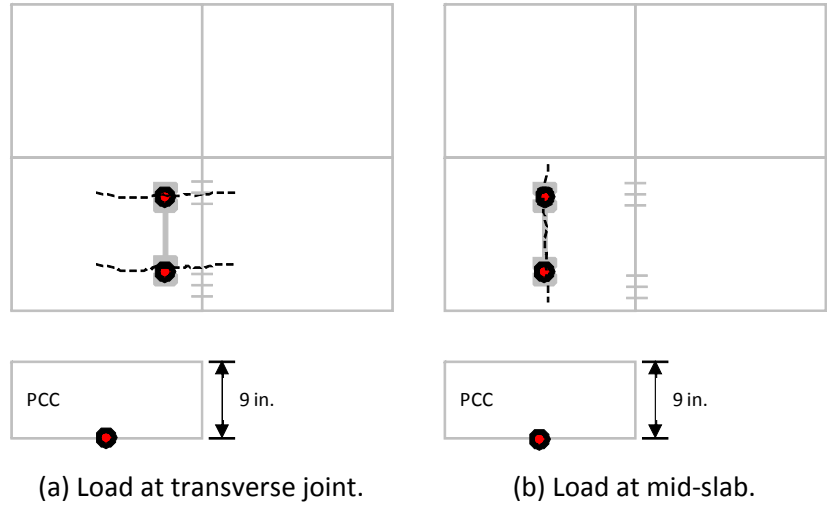 PCC
9 in.
PCC
9 in.
(a) Load at transverse joint.
(b) Load at mid-slab.